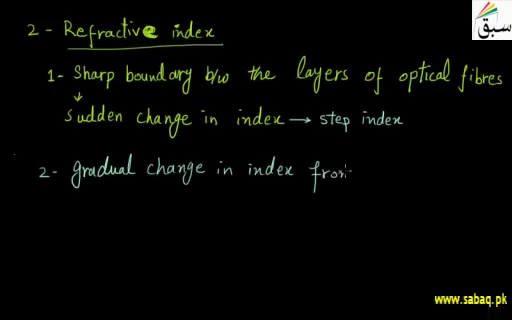 سبق
2 - Refractive index
1- Sharp boundary b/w the layers of optical fibres
↓
Sudden change in index → step index
2- gradual change in index from
www.sabaq.pk